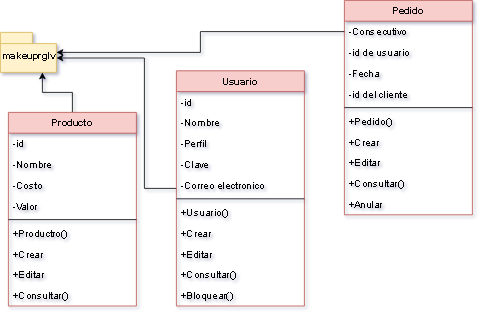 makeuprglv
Producto
-id
-Nombre
-Costo
-Valor
+Productro()
+Crear
+Editar
+Consultar()
Usuario
-id
-Nombre
-Perfil
-Clave
-Correo electronico
+Usuario()
+Crear
+Editar
+Consultar()
+Bloquear()
Pedido
-Consecutivo
-id de usuario
-Fecha
-id del cliente
+Pedido()
+Crear
+Editar
+Consultar()
+Anular